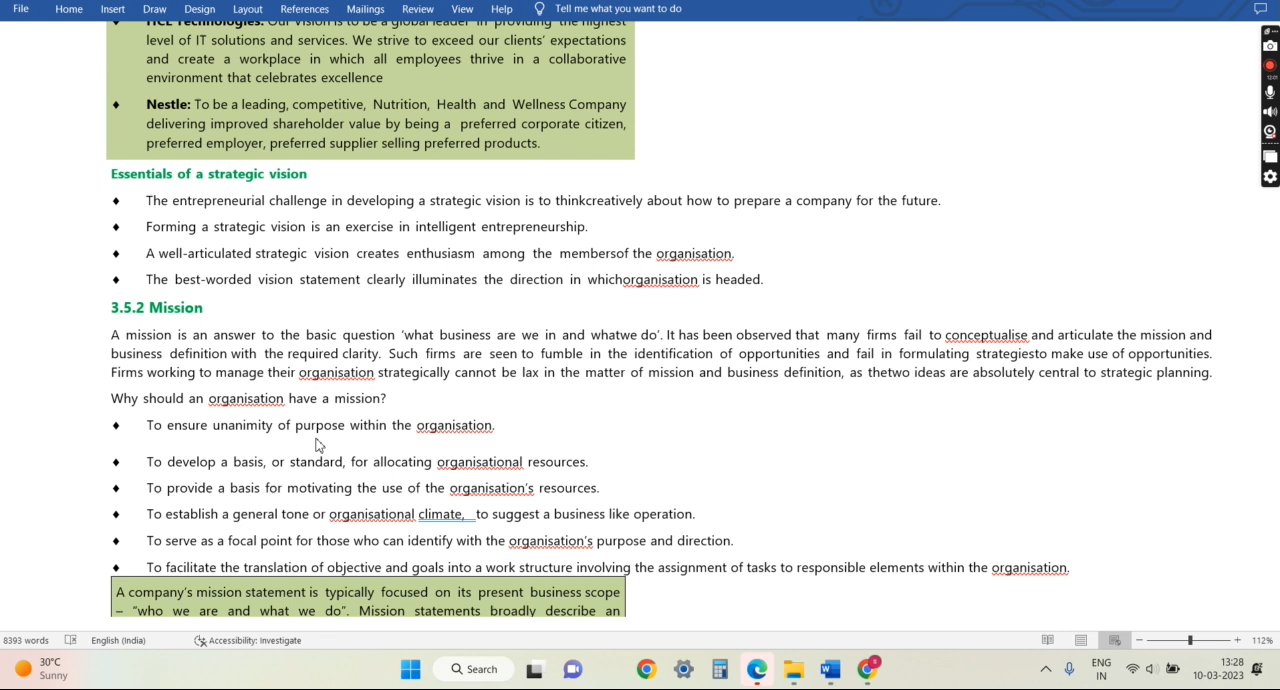 File Home Insert Draw Design Layout References Mailings Review View Help Tell me what you want to do
HCL Technologies: Our Vision is to be a global leader in providing the highest
level of IT solutions and services. We strive to exceed our clients' expectations
and create a workplace in which all employees thrive in a collaborative
environment that celebrates excellence
♦ Nestle: To be a leading, competitive, Nutrition, Health and Wellness Company
delivering improved shareholder value by being a preferred corporate citizen,
preferred employer, preferred supplier selling preferred products.
Essentials of a strategic vision
♦ The entrepreneurial challenge in developing a strategic vision is to thinkcreatively about how to prepare a company for the future.
♦ Forming a strategic vision is an exercise in intelligent entrepreneurship.
♦ A well-articulated strategic vision creates enthusiasm among the membersof the organisation.
♦ The best-worded vision statement clearly illuminates the direction in whichorganisation is headed.
3.5.2 Mission
A mission is an answer to the basic question 'what business are we in and whatwe do'. It has been observed that many firms fail to conceptualise and articulate the mission and
business definition with the required clarity. Such firms are seen to fumble in the identification of opportunities and fail in formulating strategiesto make use of opportunities.
Firms working to manage their organisation strategically cannot be lax in the matter of mission and business definition, as thetwo ideas are absolutely central to strategic planning.
Why should an organisation have a mission?
♦ To ensure unanimity of purpose within the organisation.
♦ To develop a basis, or standard, for allocating organisational resources.
♦ To provide a basis for motivating the use of the organisation's resources.
♦ To establish a general tone or organisational climate, to suggest a business like operation.
♦ To serve as a focal point for those who can identify with the organisation's purpose and direction.
♦ To facilitate the translation of objective and goals into a work structure involving the assignment of tasks to responsible elements within the organisation.
A company's mission statement is typically focused on its present business scope
– "who we are and what we do". Mission statements broadly describe an
8393 words English (India) Accessibility: Investigate 112%
30°C
Sunny
Search
5
ENG
IN
13:28
10-03-2023
12:01